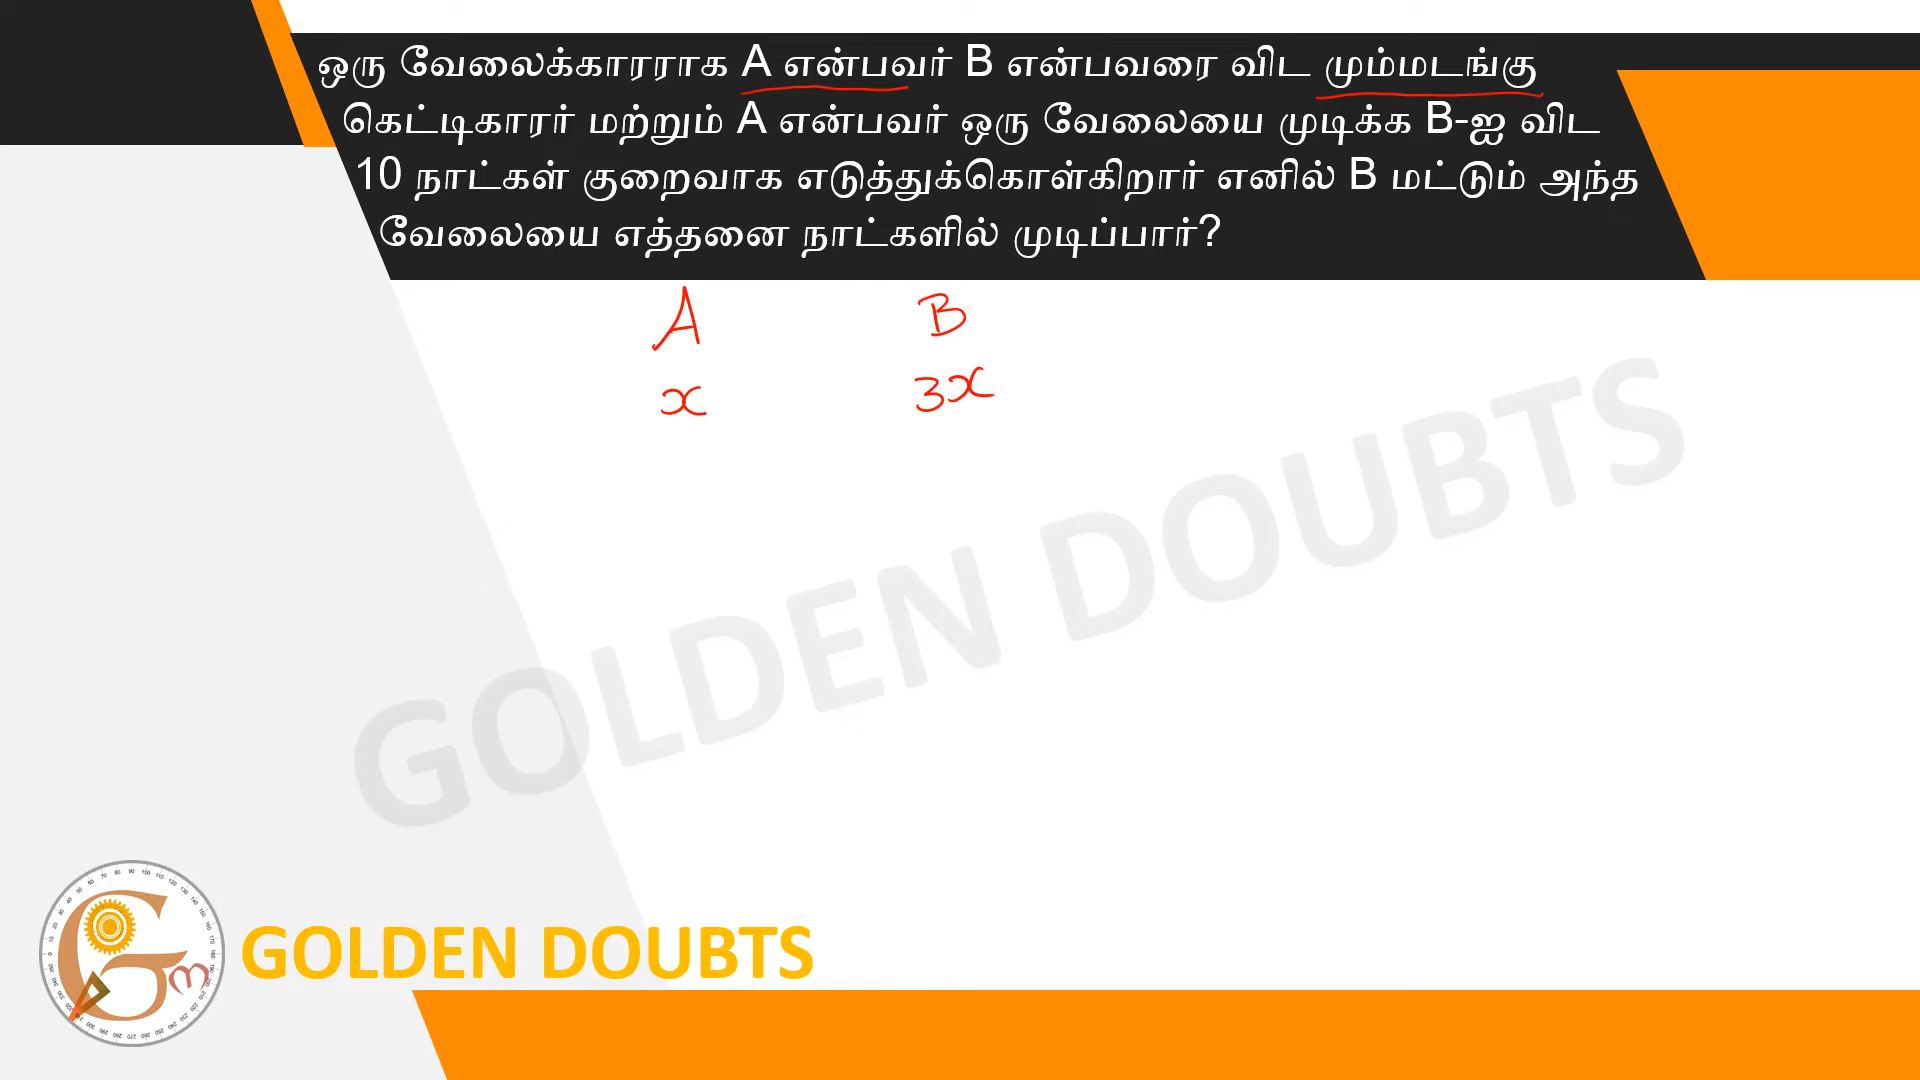 ஒரு வேலைக்காரராக A என்பவர் B என்பவரை விட மும்மடங்கு
கெட்டிகாரர் மற்றும் A என்பவர் ஒரு வேலையை முடிக்க B-ஐ விட
10 நாட்கள் குறைவாக எடுத்துக்கொள்கிறார் எனில் B மட்டும் அந்த
வேலையை எத்தனை நாட்களில் முடிப்பார்?
A B
x 3x
GOLDEN DOUBTS
GOLDEN DOUBTS